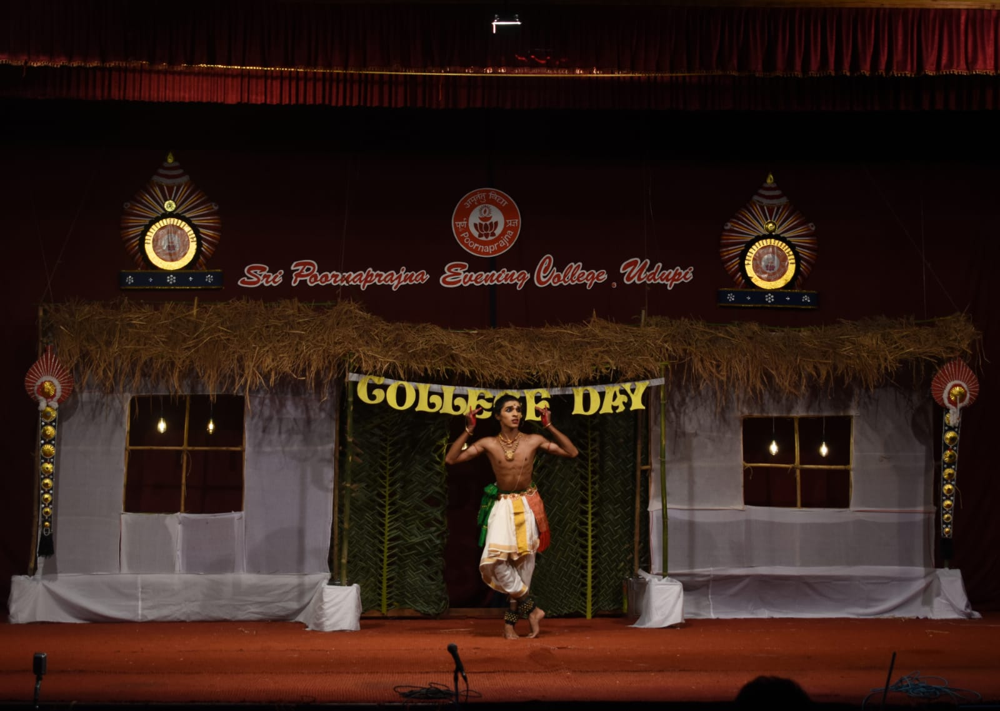 अमृतंतु विद्या
पूर्ण प्रज्ञ
Poornaprajna
Sri Poornaprajna Evening College, Udupi
COLLEGE DAY